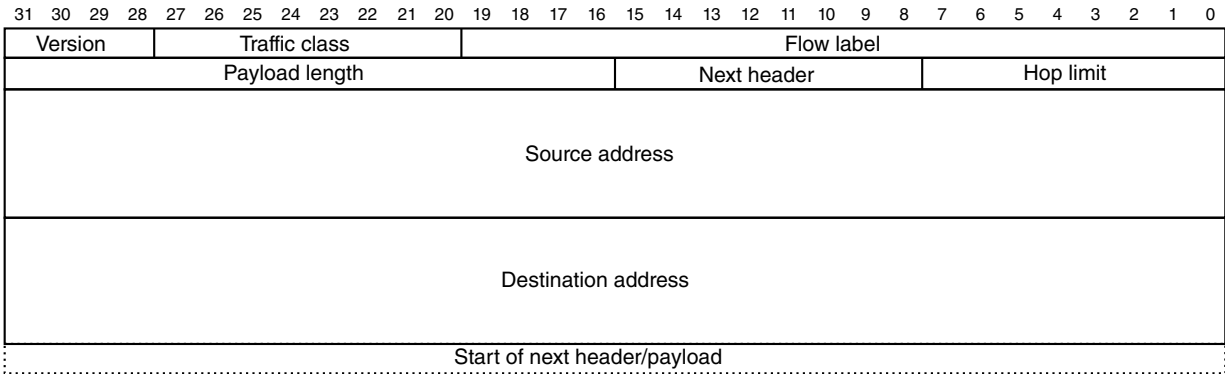 31 30 29 28 27 26 25 24 23 22 21 20 19 18 17 16 15 14 13 12 11 10 9 8 7 6 5 4 3 2 1 0
Version Traffic class Flow label
Payload length Next header Hop limit
Source address
Destination address
Start of next header/payload